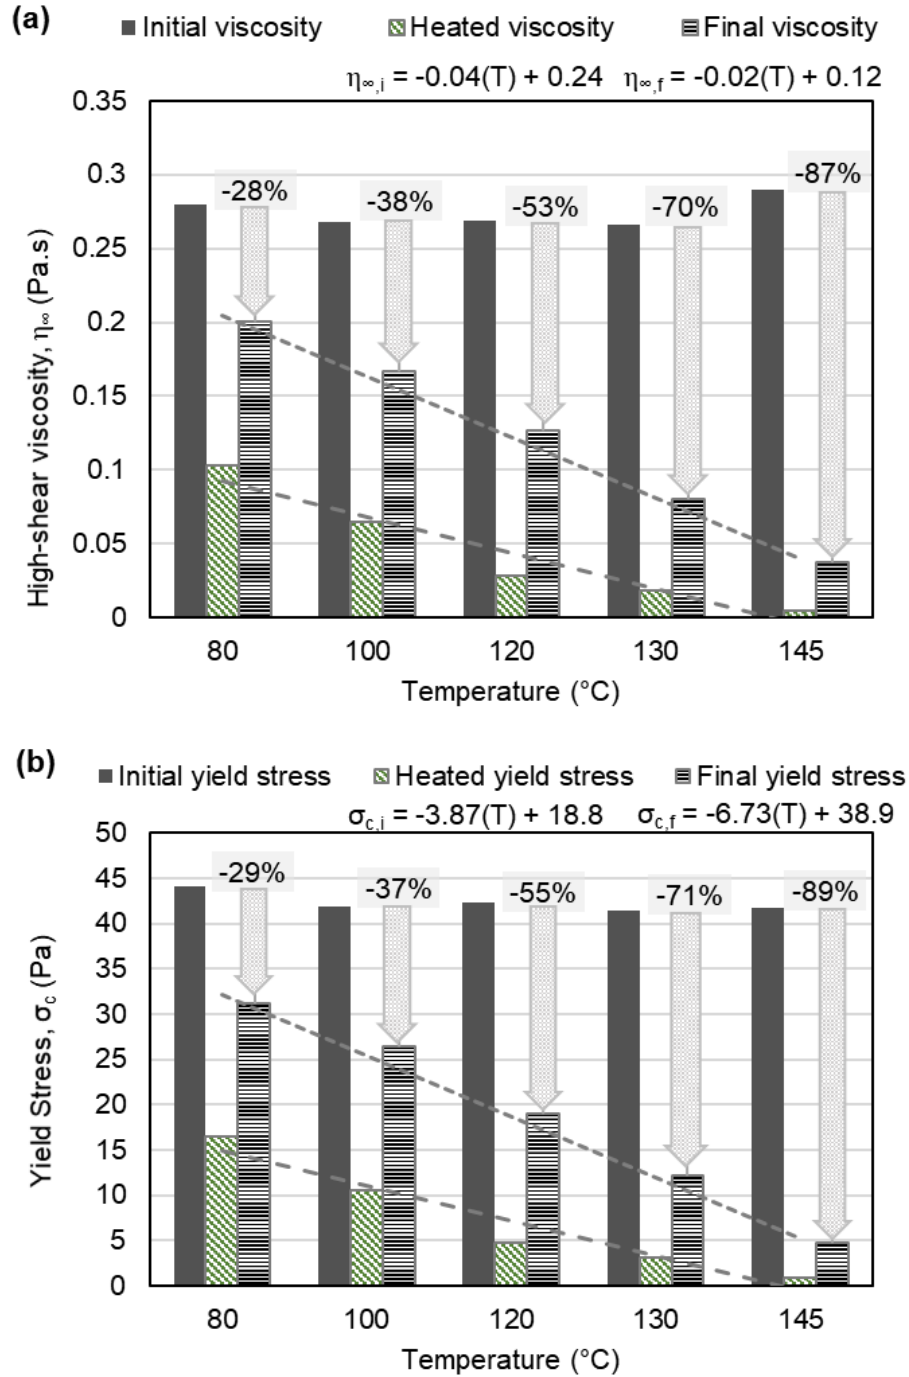 (a)
Initial viscosity Heated viscosity Final viscosity
η∞,i = -0.04(T) + 0.24 η∞,f = -0.02(T) + 0.12
0.35
0.3
0.25
0.2
0.15
0.1
0.05
0
High-shear viscosity, η∞ (Pa.s)
-28%
-38%
-53%
-70%
-87%
80 100 120 130 145
Temperature (°C)
(b)
Initial yield stress Heated yield stress Final yield stress
σc,i = -3.87(T) + 18.8 σc,f = -6.73(T) + 38.9
50
45
40
35
30
25
20
15
10
5
0
Yield Stress, σc (Pa)
-29%
-37%
-55%
-71%
-89%
80 100 120 130 145
Temperature (°C)